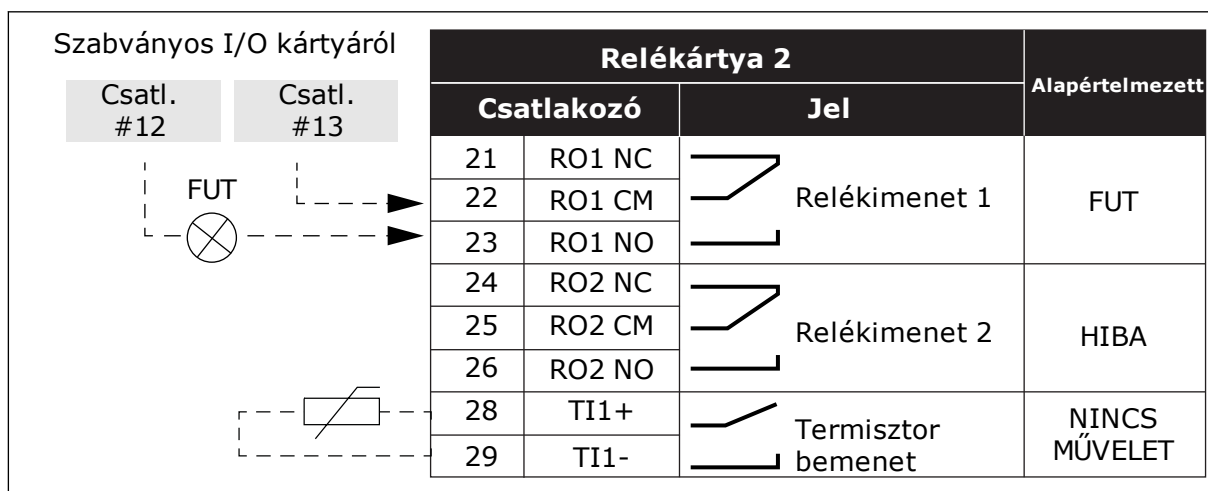 Szabványos I/O kártyáról
Csatl.
#12
Csatl.
#13
FUT
Relékártya 2
Alapértelmezett
Csatlakozó
Jel
21
RO1 NC
22
RO1 CM
Relékimenet 1
FUT
23
RO1 NO
24
RO2 NC
25
RO2 CM
Relékimenet 2
HIBA
26
RO2 NO
28
TI1+
Termisztor
bemenet
NINCS
MŰVELET
29
TI1-